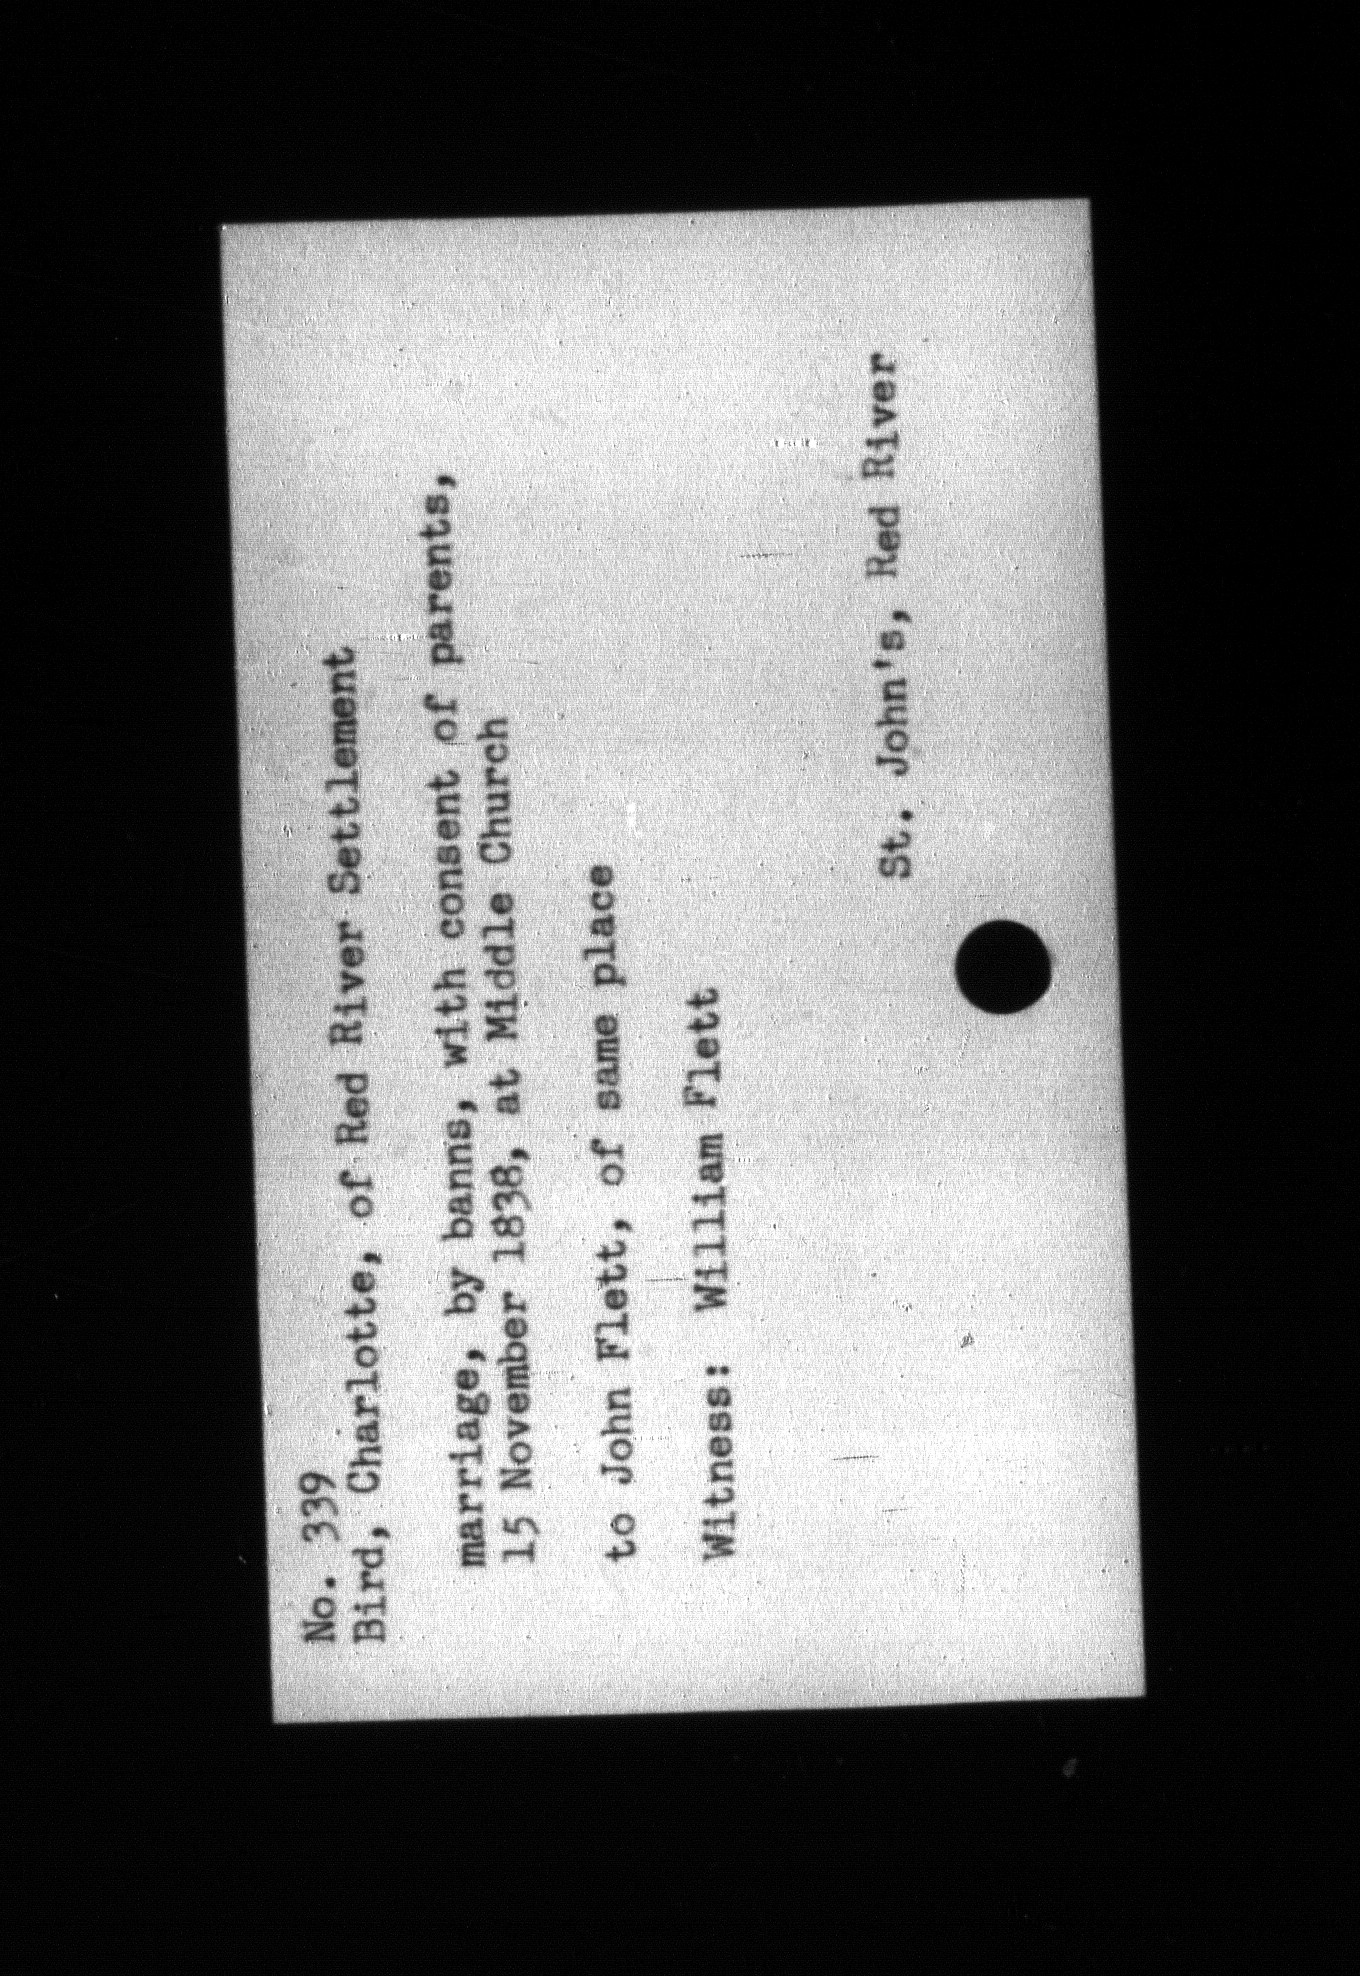 No. 339
Bird, Charlotte, of Red River Settlement
marriage, by banns, with consent of parents,
15 November 1838, at Middle Church
to John Flett, of same place
Witness: William Flett
St. John's, Red River